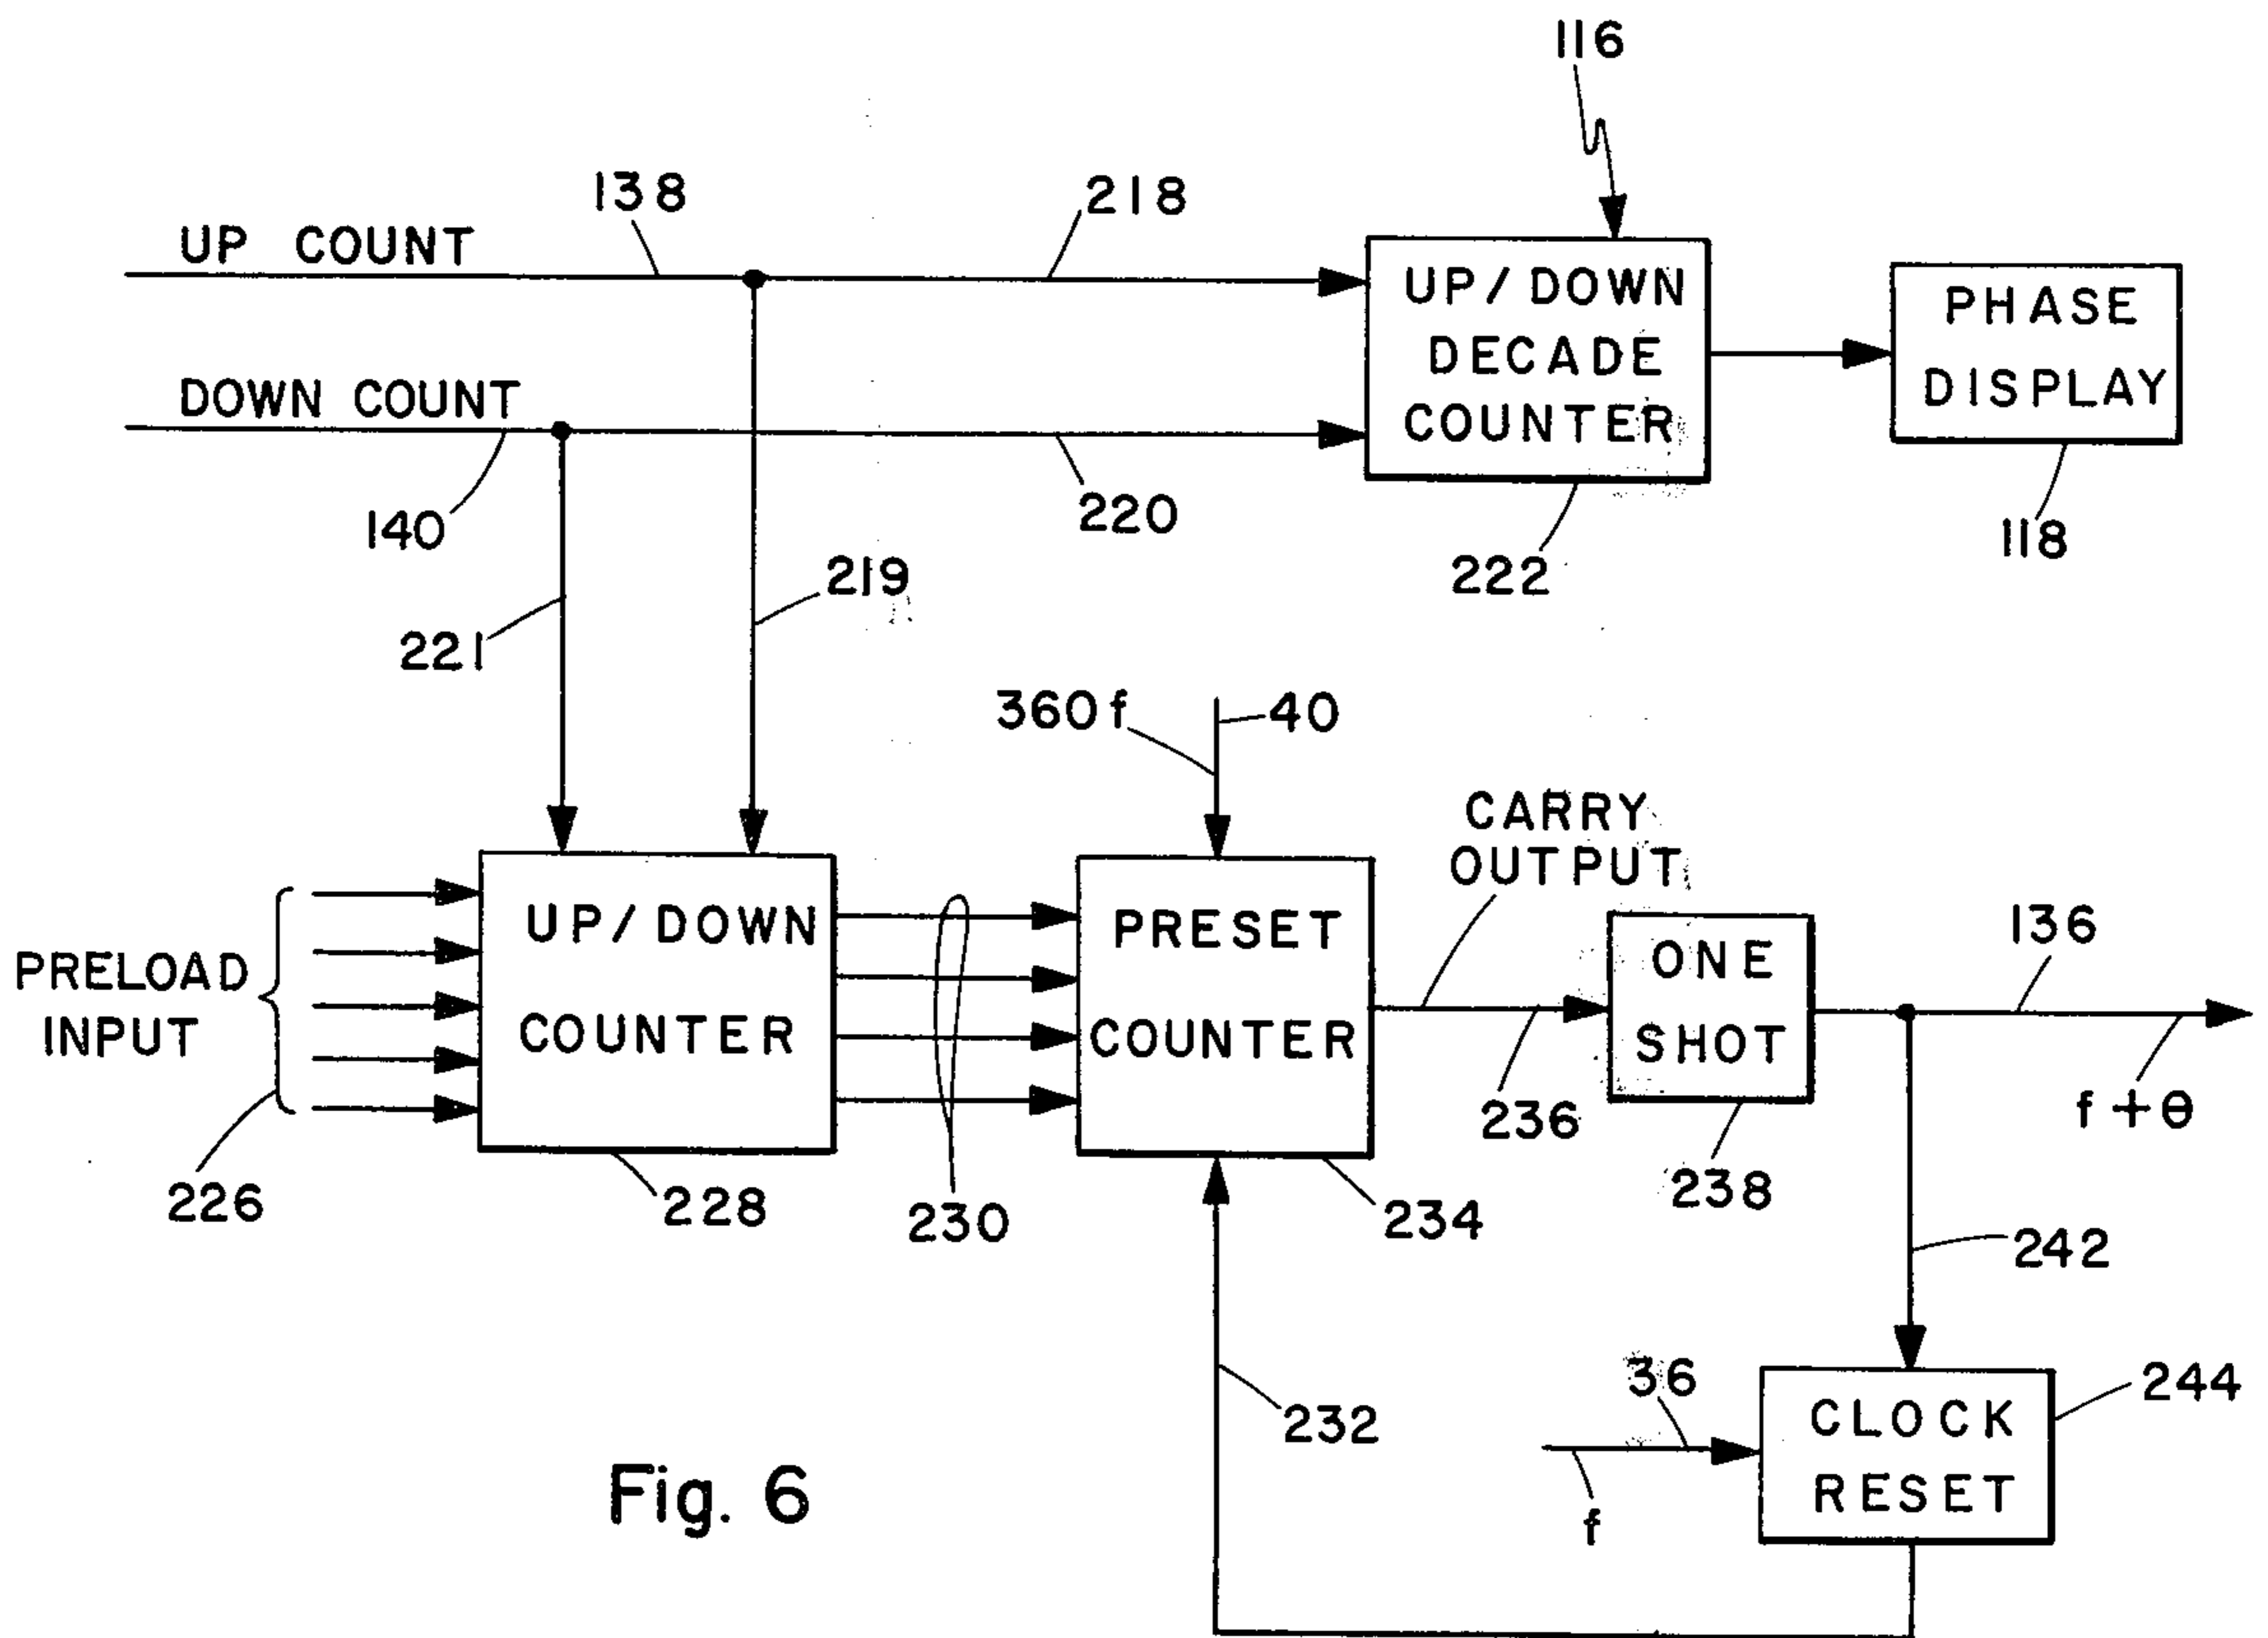 116
138
218
UP COUNT
UP/DOWN
DECADE
COUNTER
PHASE
DISPLAY
DOWN COUNT
140
220
222
118
219
221
360f
40
CARRY
OUTPUT
PRELOAD
INPUT
UP/DOWN
COUNTER
PRESET
COUNTER
ONE
SHOT
136
f+θ
226
228
230
234
236
238
242
232
36
f
CLOCK
RESET
244
Fig. 6